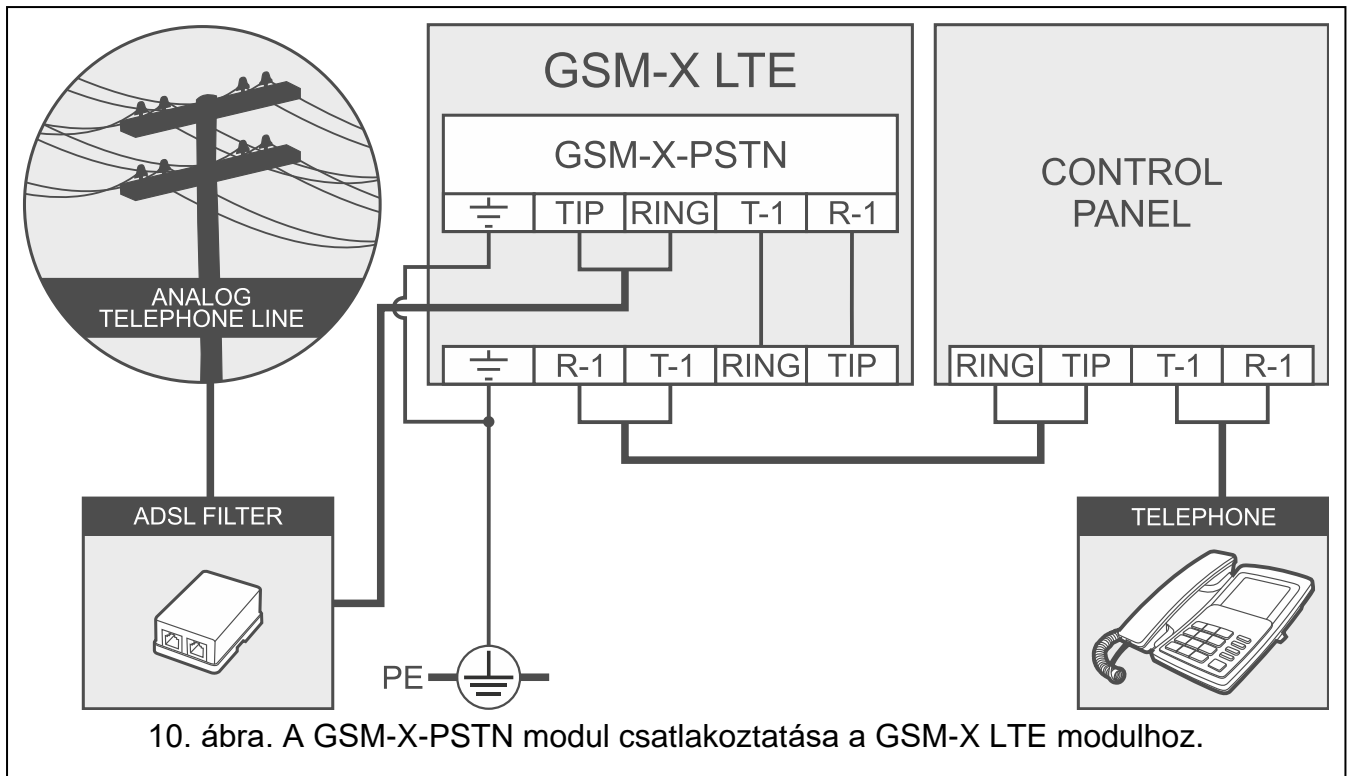 GSM-X LTE
GSM-X-PSTN
TIP RING T-1 R-1
R-1 T-1 RING TIP
CONTROL
PANEL
RING TIP T-1 R-1
ANALOG
TELEPHONE LINE
ADSL FILTER
PE
TELEPHONE
10. ábra. A GSM-X-PSTN modul csatlakoztatása a GSM-X LTE modulhoz.